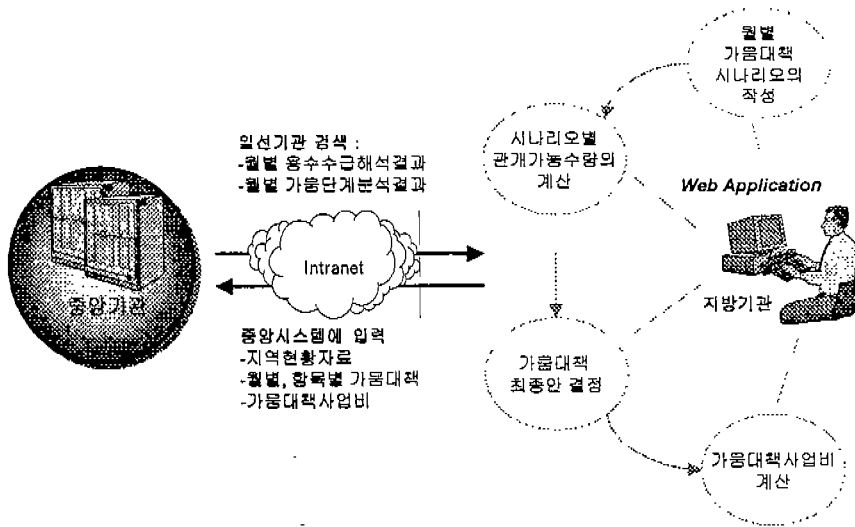 월별
가뭄대책
시나리오의
작성
일선기관 검색 :
-월별 용수수급해석결과
-월별 가뭄단계분석결과
시나리오별
관개가능수량의
계산
Web Application
Intranet
중앙기관
지방기관
중앙시스템에 입력
-지역현황자료
-월별, 항목별 가뭄대책
-가뭄대책사업비
가뭄대책
최종안 결정
가뭄대책사업비
계산